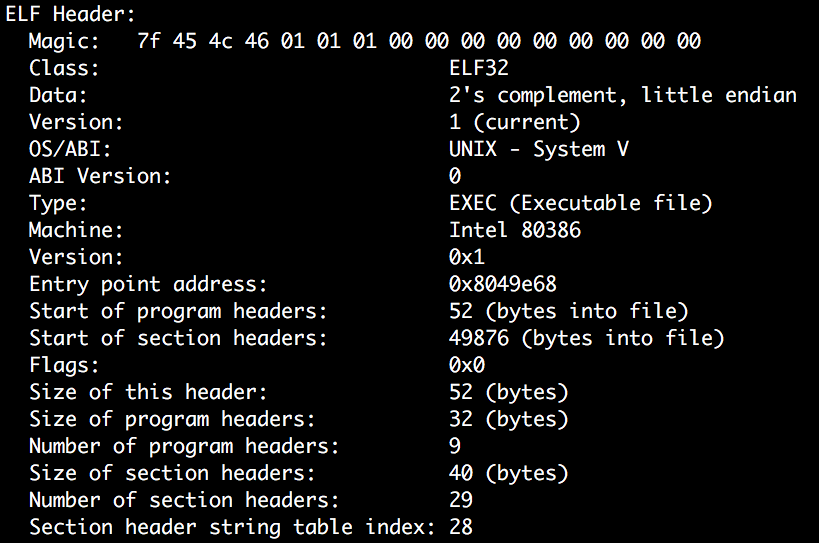 ELF Header:
  Magic:   7f 45 4c 46 01 01 01 00 00 00 00 00 00 00 00 00
  Class:                             ELF32
  Data:                              2's complement, little endian
  Version:                           1 (current)
  OS/ABI:                            UNIX - System V
  ABI Version:                       0
  Type:                              EXEC (Executable file)
  Machine:                           Intel 80386
  Version:                           0x1
  Entry point address:               0x8049e68
  Start of program headers:          52 (bytes into file)
  Start of section headers:          49876 (bytes into file)
  Flags:                             0x0
  Size of this header:               52 (bytes)
  Size of program headers:           32 (bytes)
  Number of program headers:         9
  Size of section headers:           40 (bytes)
  Number of section headers:         29
  Section header string table index: 28